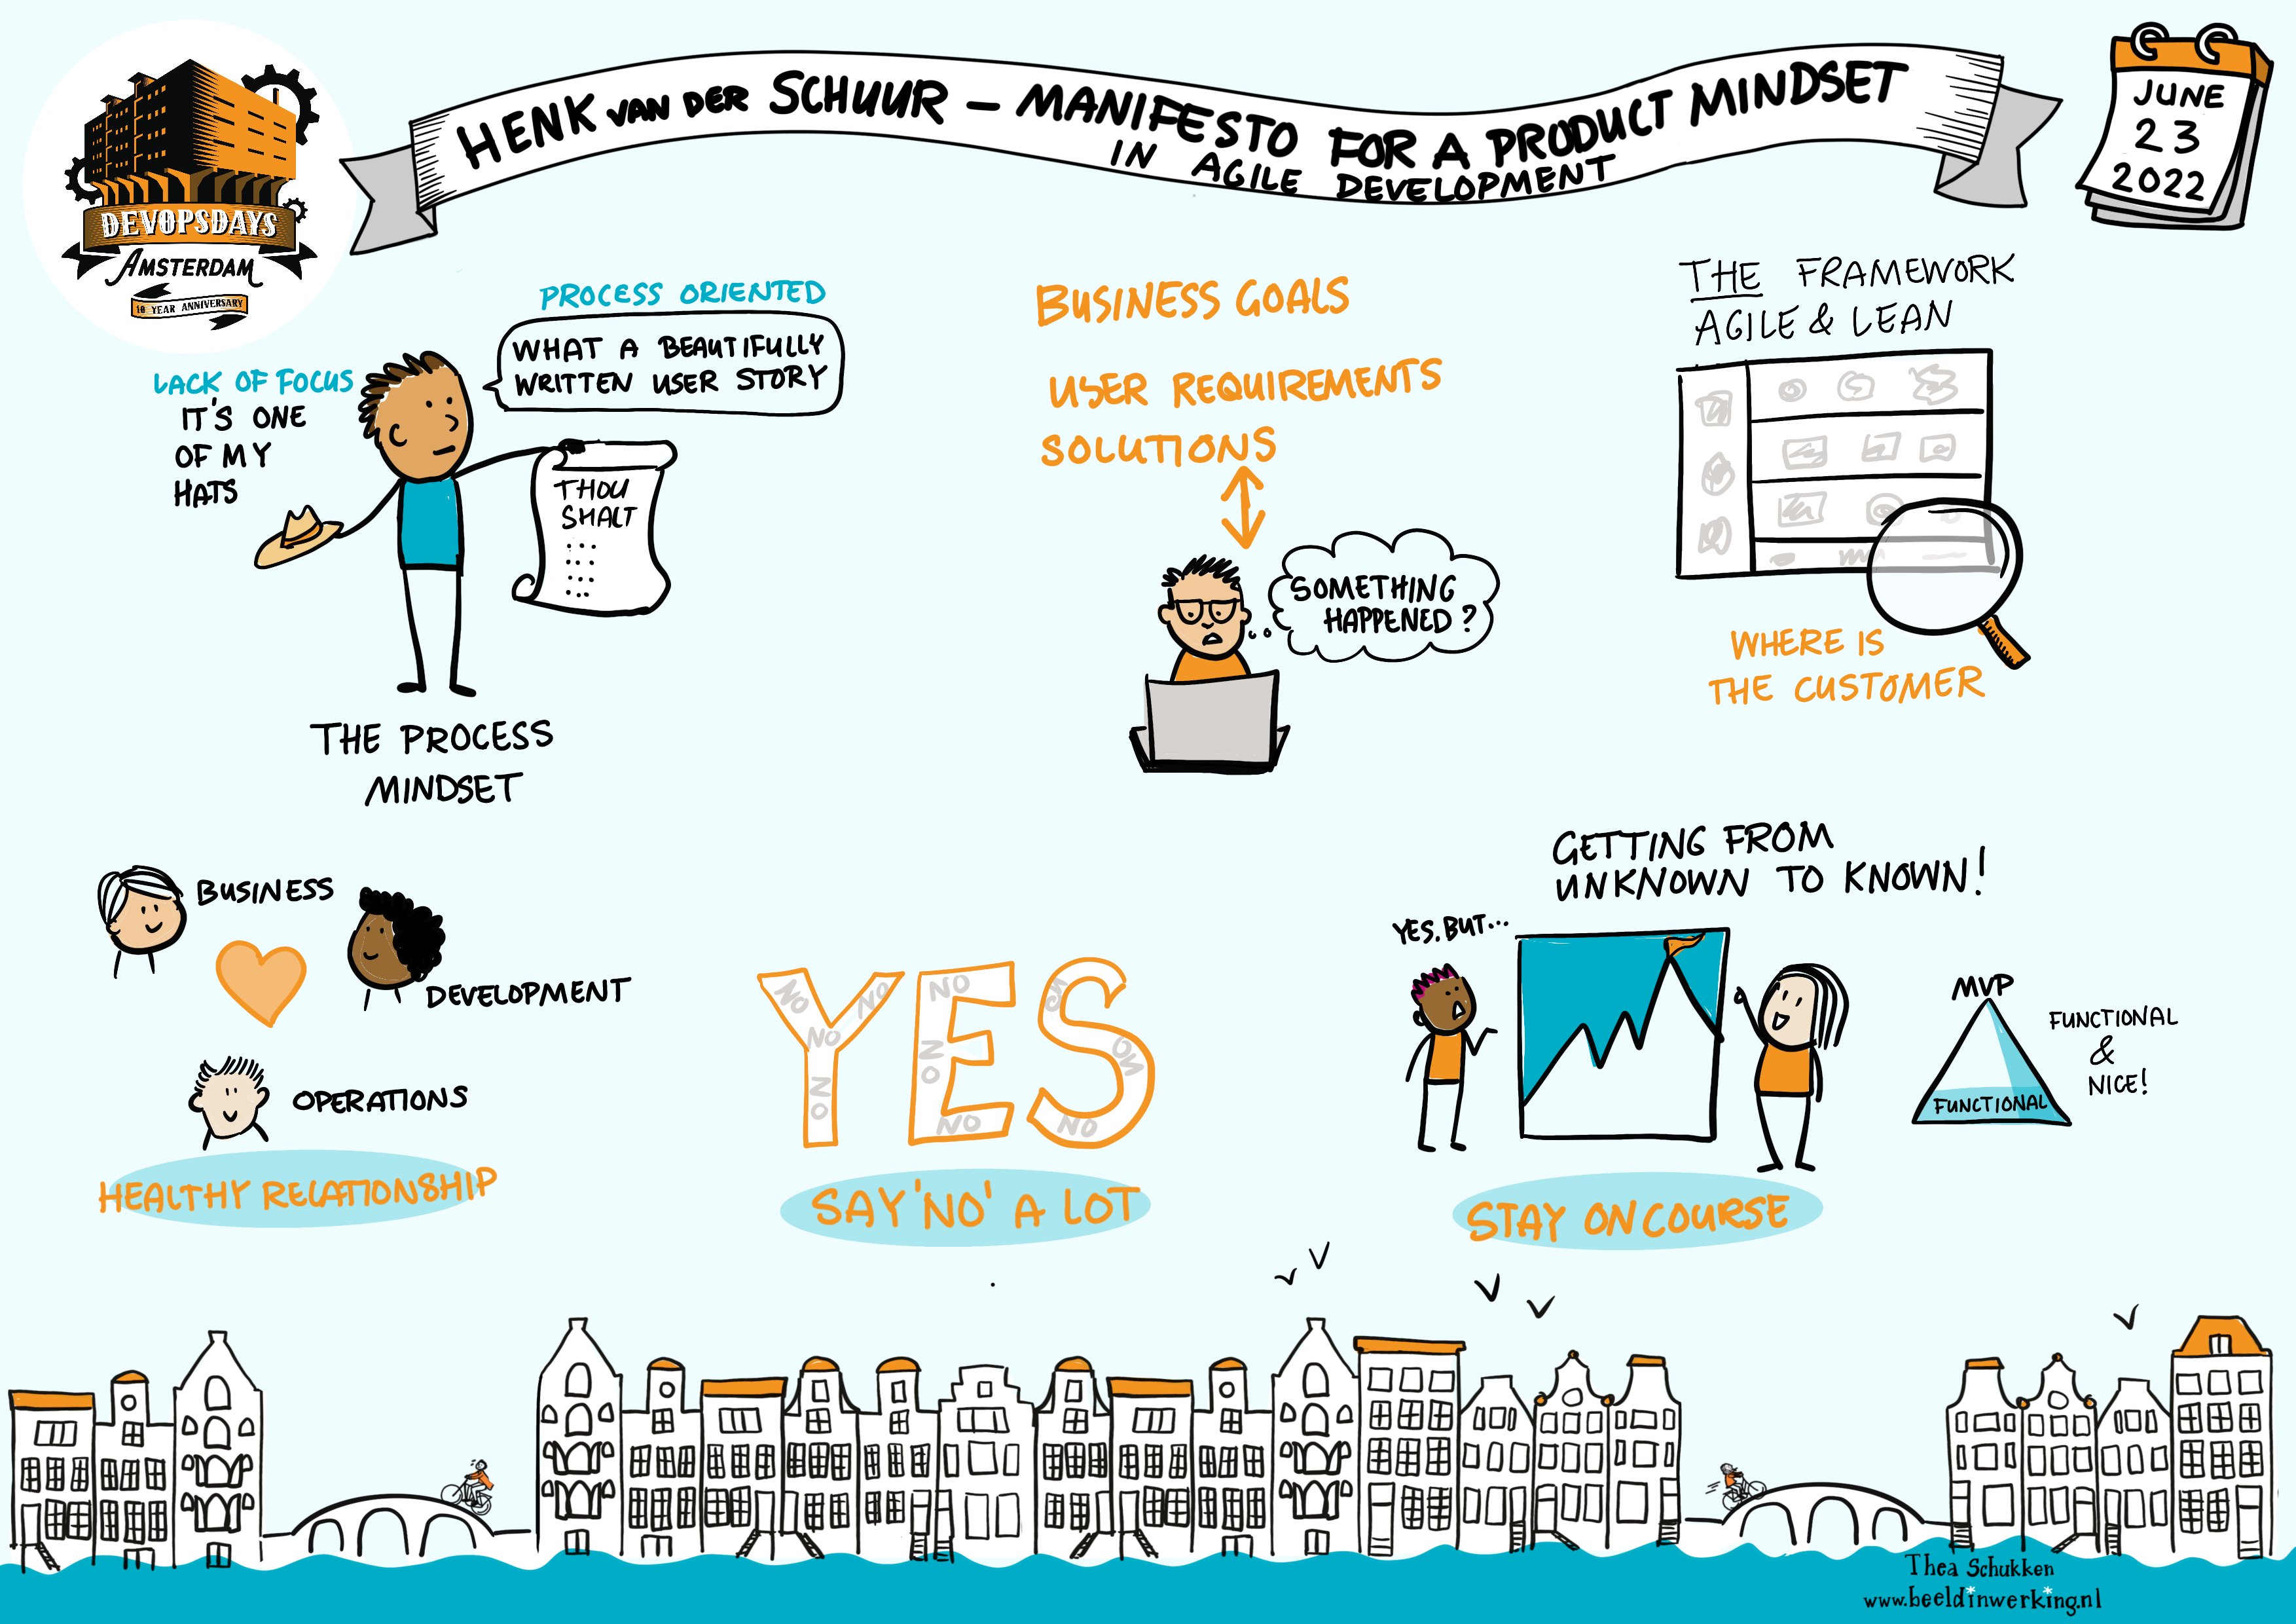 DEVOPSDAYS
AMSTERDAM
10 YEAR ANNIVERSARY
HENK VAN DER SCHUUR – MANIFESTO FOR A PRODUCT MINDSET
IN AGILE DEVELOPMENT
JUNE
23
2022
PROCESS ORIENTED
WHAT A BEAUTIFULLY
WRITTEN USER STORY
LACK OF FOCUS
IT'S ONE
OF MY
HATS
THOU
SHALT
THE PROCESS
MINDSET
BUSINESS GOALS
USER REQUIREMENTS
SOLUTIONS
SOMETHING
HAPPENED?
THE FRAMEWORK
AGILE & LEAN
WHERE IS
THE CUSTOMER
BUSINESS
DEVELOPMENT
OPERATIONS
HEALTHY RELATIONSHIP
YES
NO NO NO NO
NO NO NO
NO NO NO
SAY 'NO' A LOT
GETTING FROM
UNKNOWN TO KNOWN!
YES, BUT...
MVP
FUNCTIONAL
&
NICE!
FUNCTIONAL
STAY ON COURSE
Thea Schukken
www.beeldinwerking.nl